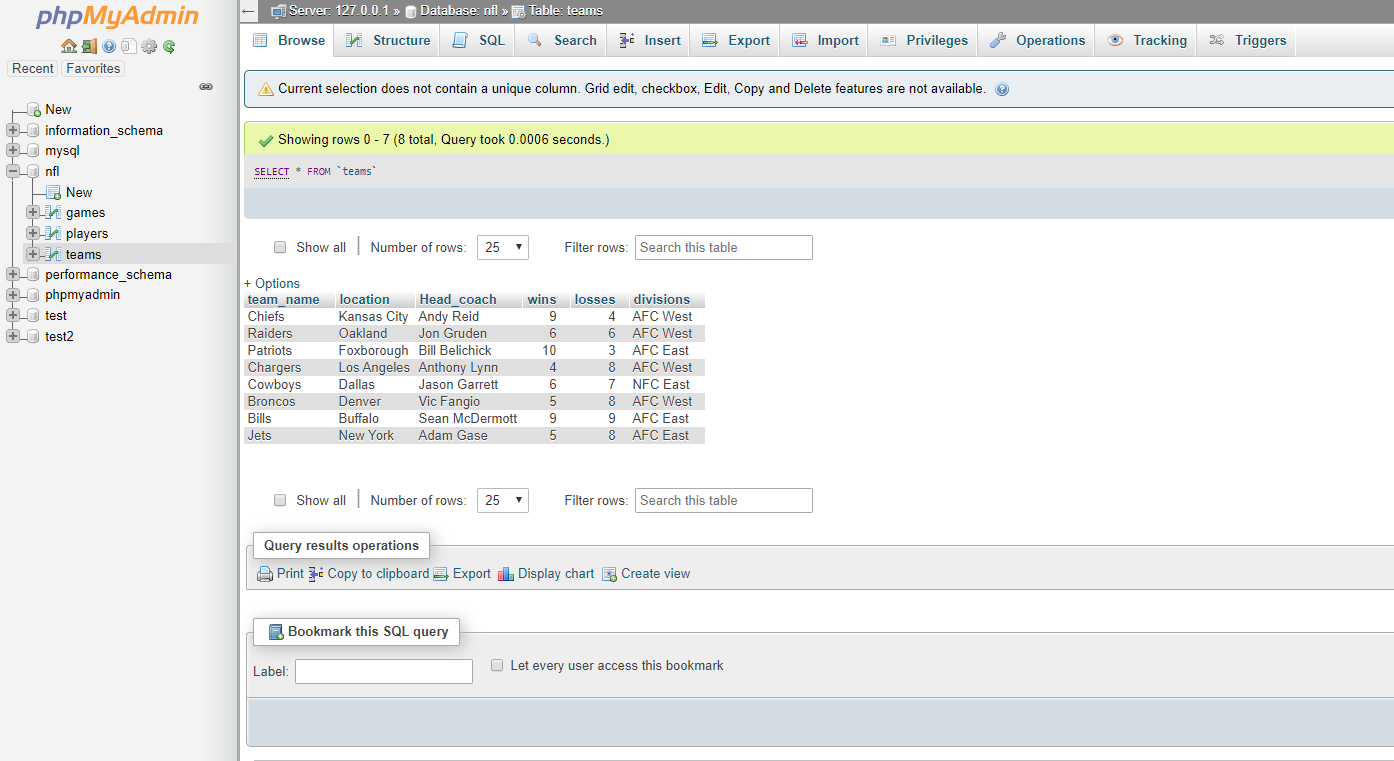 phpMyAdmin
Recent Favorites
New
information_schema
mysql
nfl
New
games
players
teams
performance_schema
phpmyadmin
test
test2
Server: 127.0.0.1 » Database: nfl » Table: teams
Browse Structure SQL Search Insert Export Import Privileges Operations Tracking Triggers
Current selection does not contain a unique column. Grid edit, checkbox, Edit, Copy and Delete features are not available.
Showing rows 0 - 7 (8 total, Query took 0.0006 seconds.)
SELECT * FROM `teams`
Show all Number of rows: 25 Filter rows: Search this table
+ Options
team_name location Head_coach wins losses divisions
Chiefs Kansas City Andy Reid 9 4 AFC West
Raiders Oakland Jon Gruden 6 6 AFC West
Patriots Foxborough Bill Belichick 10 3 AFC East
Chargers Los Angeles Anthony Lynn 4 8 AFC West
Cowboys Dallas Jason Garrett 6 7 NFC East
Broncos Denver Vic Fangio 5 8 AFC West
Bills Buffalo Sean McDermott 9 9 AFC East
Jets New York Adam Gase 5 8 AFC East
Show all Number of rows: 25 Filter rows: Search this table
Query results operations
Print Copy to clipboard Export Display chart Create view
Bookmark this SQL query
Label: Let every user access this bookmark